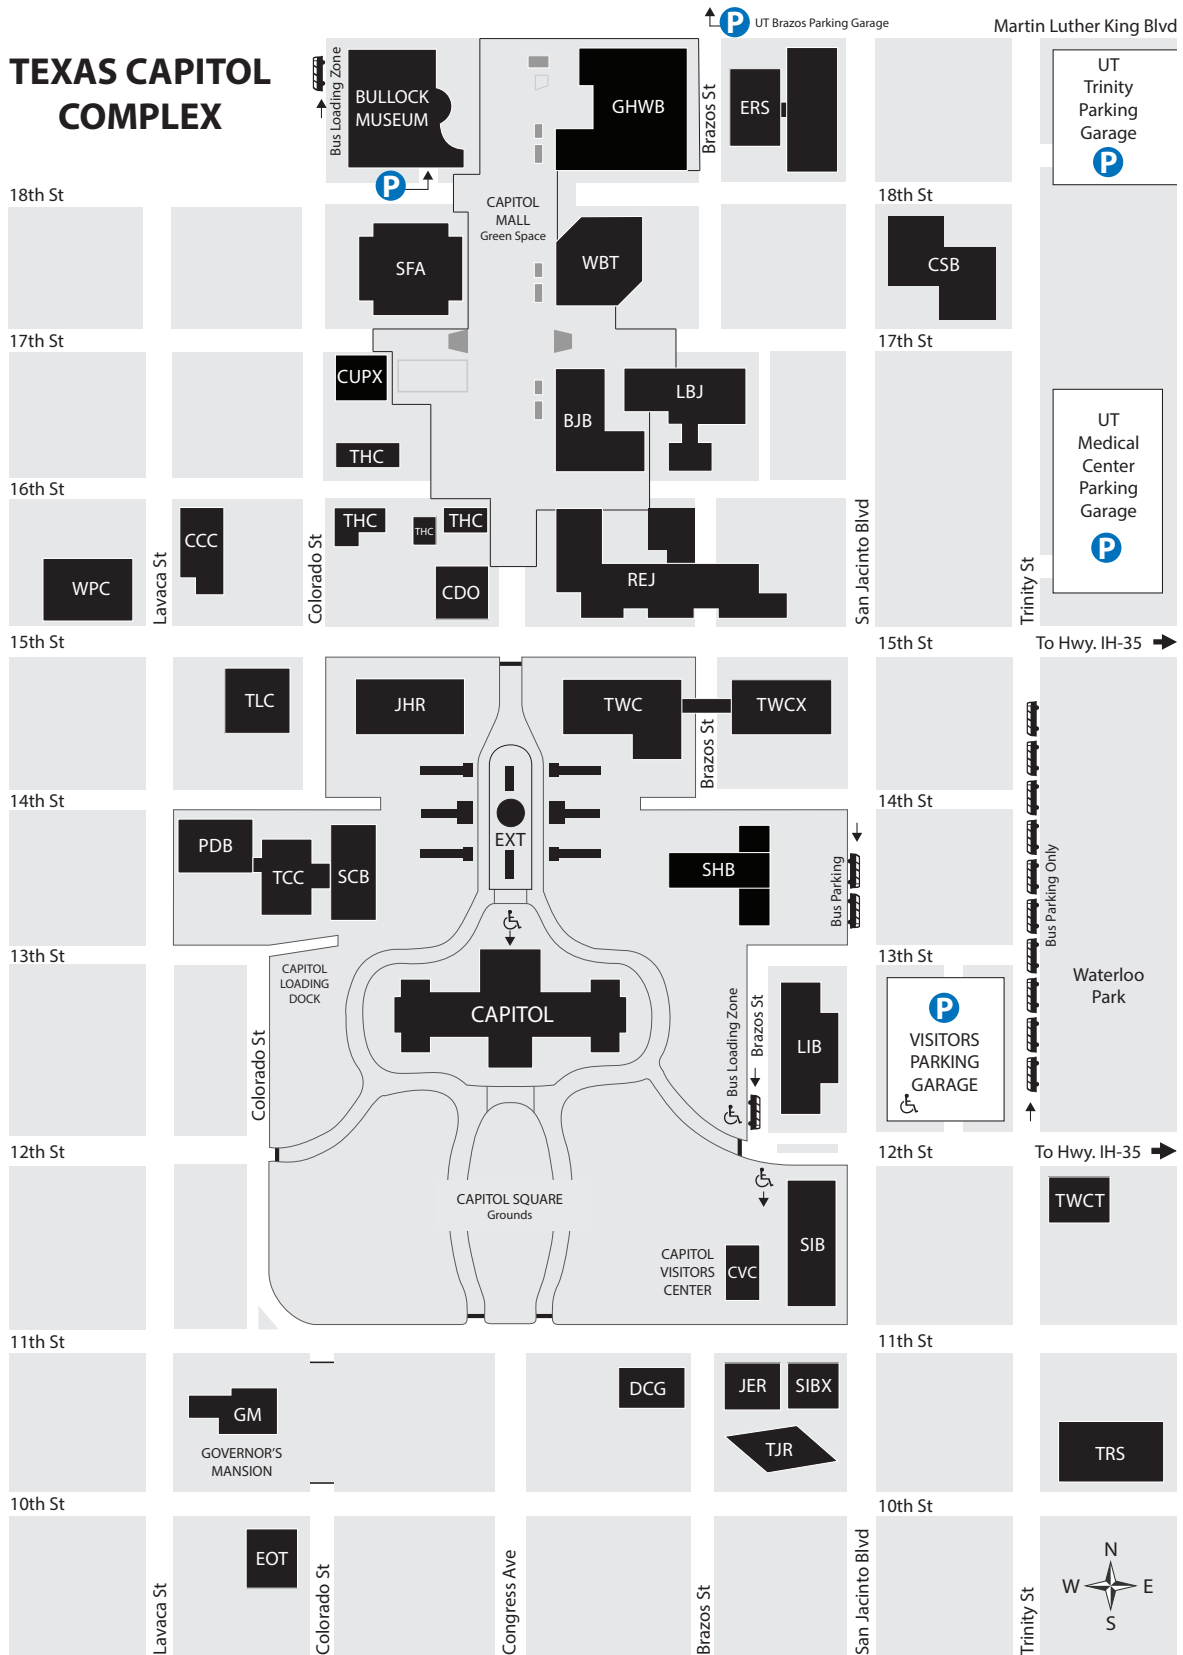 UT Brazos Parking Garage
Martin Luther King Blvd
TEXAS CAPITOL
COMPLEX
Bus Loading Zone
BULLOCK
MUSEUM
P
P
GHWB
Brazos St
ERS
UT
Trinity
Parking
Garage
P
18th St
CAPITOL
MALL
Green Space
18th St
SFA
WBT
CSB
17th St
17th St
CUPX
LBJ
BJB
THC
UT
Medical
Center
Parking
Garage
P
16th St
THC
THC
THC
CCC
WPC
CDO
REJ
Lavaca St
Colorado St
San Jacinto Blvd
Trinity St
15th St
15th St
To Hwy. IH-35
TLC
JHR
TWC
TWCX
Brazos St
14th St
14th St
PDB
TCC
SCB
EXT
SHB
Bus Parking
Bus Parking Only
13th St
13th St
CAPITOL
LOADING
DOCK
CAPITOL
Colorado St
Bus Loading Zone
Brazos St
LIB
P
VISITORS
PARKING
GARAGE
Waterloo
Park
12th St
12th St
To Hwy. IH-35
CAPITOL SQUARE
Grounds
TWCT
CAPITOL
VISITORS
CENTER
CVC
SIB
11th St
11th St
GM
GOVERNOR'S
MANSION
DCG
JER
SIBX
TJR
TRS
10th St
10th St
EOT
Lavaca St
Colorado St
Congress Ave
Brazos St
San Jacinto Blvd
Trinity St
N
W
E
S